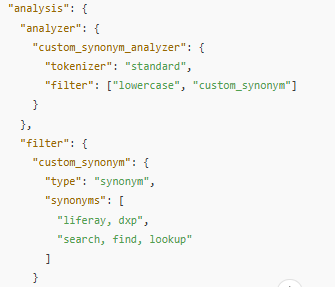 "analysis": {
"analyzer": {
"custom_synonym_analyzer": {
"tokenizer": "standard",
"filter": ["lowercase", "custom_synonym"]
}
},
"filter": {
"custom_synonym": {
"type": "synonym",
"synonyms": [
"liferay, dxp",
"search, find, lookup"
]
}